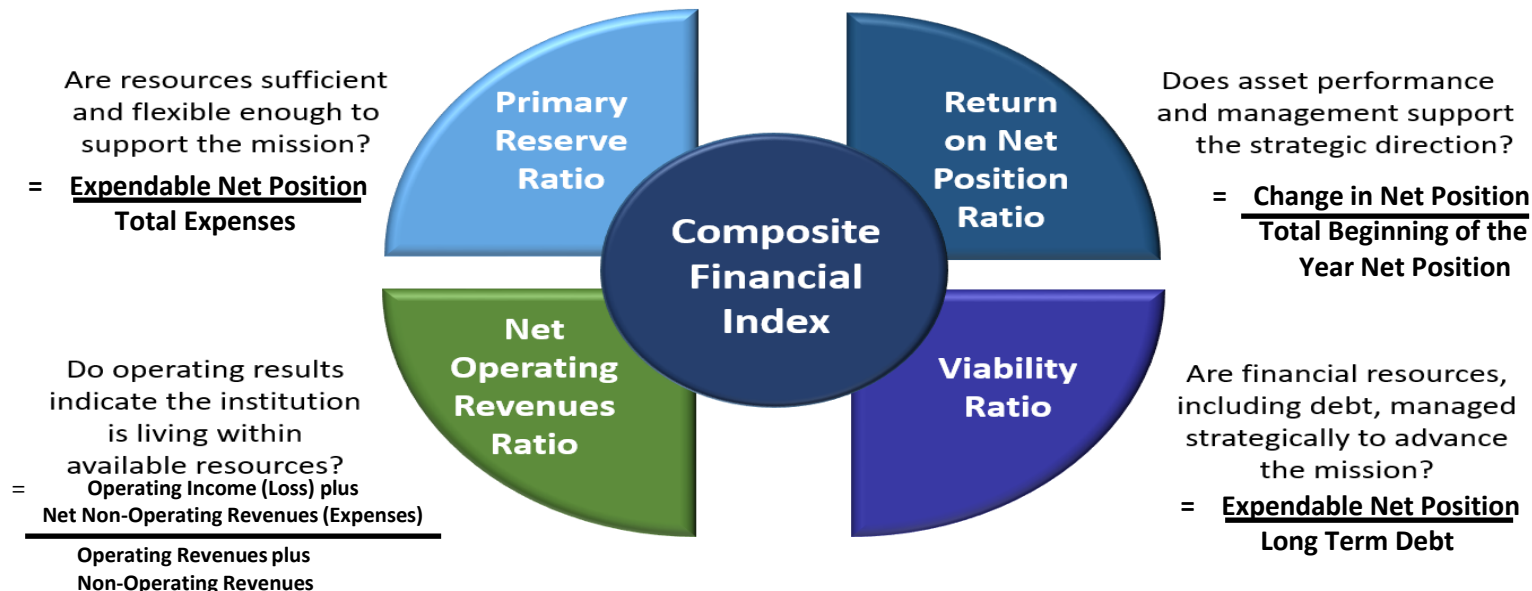 Are resources sufficient
and flexible enough to
support the mission?
= Expendable Net Position
Total Expenses
Primary
Reserve
Ratio
Return
on Net
Position
Ratio
Does asset performance
and management support
the strategic direction?
= Change in Net Position
Total Beginning of the
Year Net Position
Composite
Financial
Index
Do operating results
indicate the institution
is living within
available resources?
= Operating Income (Loss) plus
Net Non-Operating Revenues (Expenses)
Operating Revenues plus
Non-Operating Revenues
Net
Operating
Revenues
Ratio
Viability
Ratio
Are financial resources,
including debt, managed
strategically to advance
the mission?
= Expendable Net Position
Long Term Debt